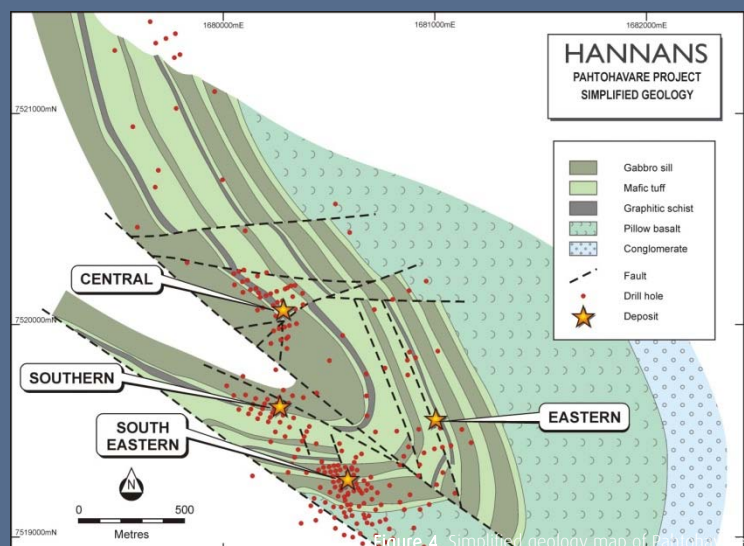 1680000mE
1681000mE
1682000mE
HANNANS
PAHTOHAVARE PROJECT
SIMPLIFIED GEOLOGY
7521000mN
Gabbro sill
Mafic tuff
Graphitic schist
Pillow basalt
Conglomerate
Fault
Drill hole
Deposit
CENTRAL
7520000mN
SOUTHERN
SOUTH
EASTERN
EASTERN
N
0
500
Metres
7519000mN
Figure 4. Simplified geology map of